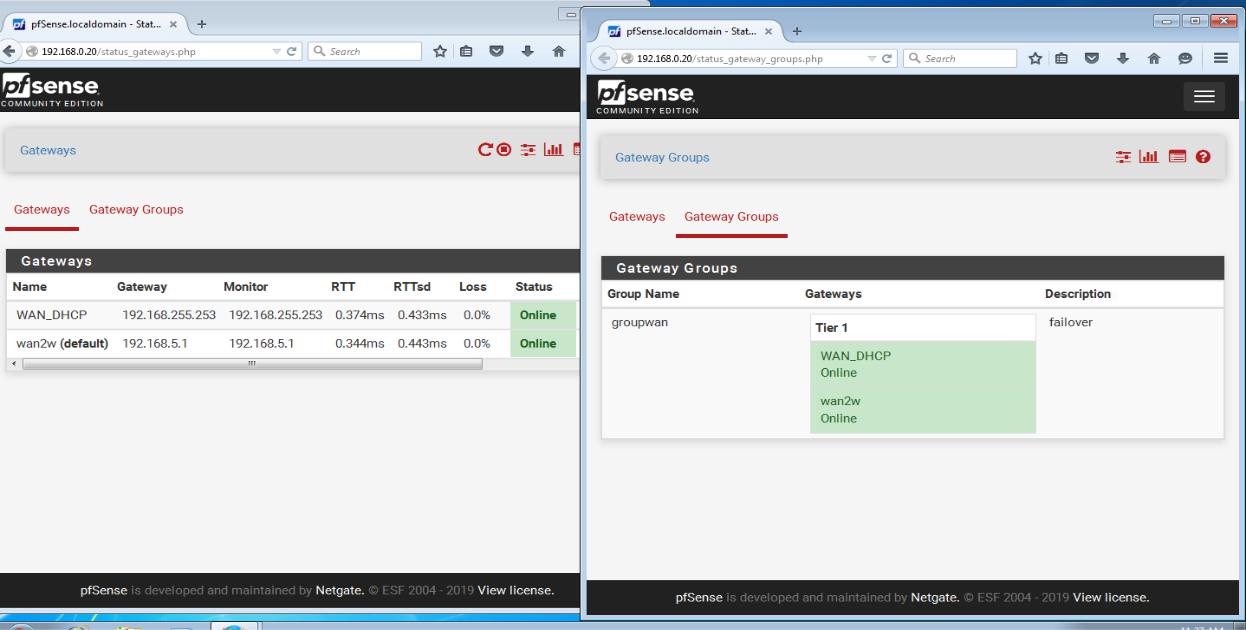 pfSense.localdomain - Stat...
192.168.0.20/status_gateways.php
Search
pfsense
COMMUNITY EDITION
Gateways
Gateways Gateway Groups
Gateways
Name Gateway Monitor RTT RTTsd Loss Status
WAN_DHCP 192.168.255.253 192.168.255.253 0.374ms 0.433ms 0.0% Online
wan2w (default) 192.168.5.1 192.168.5.1 0.344ms 0.443ms 0.0% Online
pfSense is developed and maintained by Netgate. © ESF 2004 - 2019 View license.
pfSense.localdomain - Stat...
192.168.0.20/status_gateway_groups.php
Search
pfsense
COMMUNITY EDITION
Gateway Groups
Gateways Gateway Groups
Gateway Groups
Group Name Gateways Description
groupwan Tier 1 failover
WAN_DHCP
Online
wan2w
Online
pfSense is developed and maintained by Netgate. © ESF 2004 - 2019 View license.